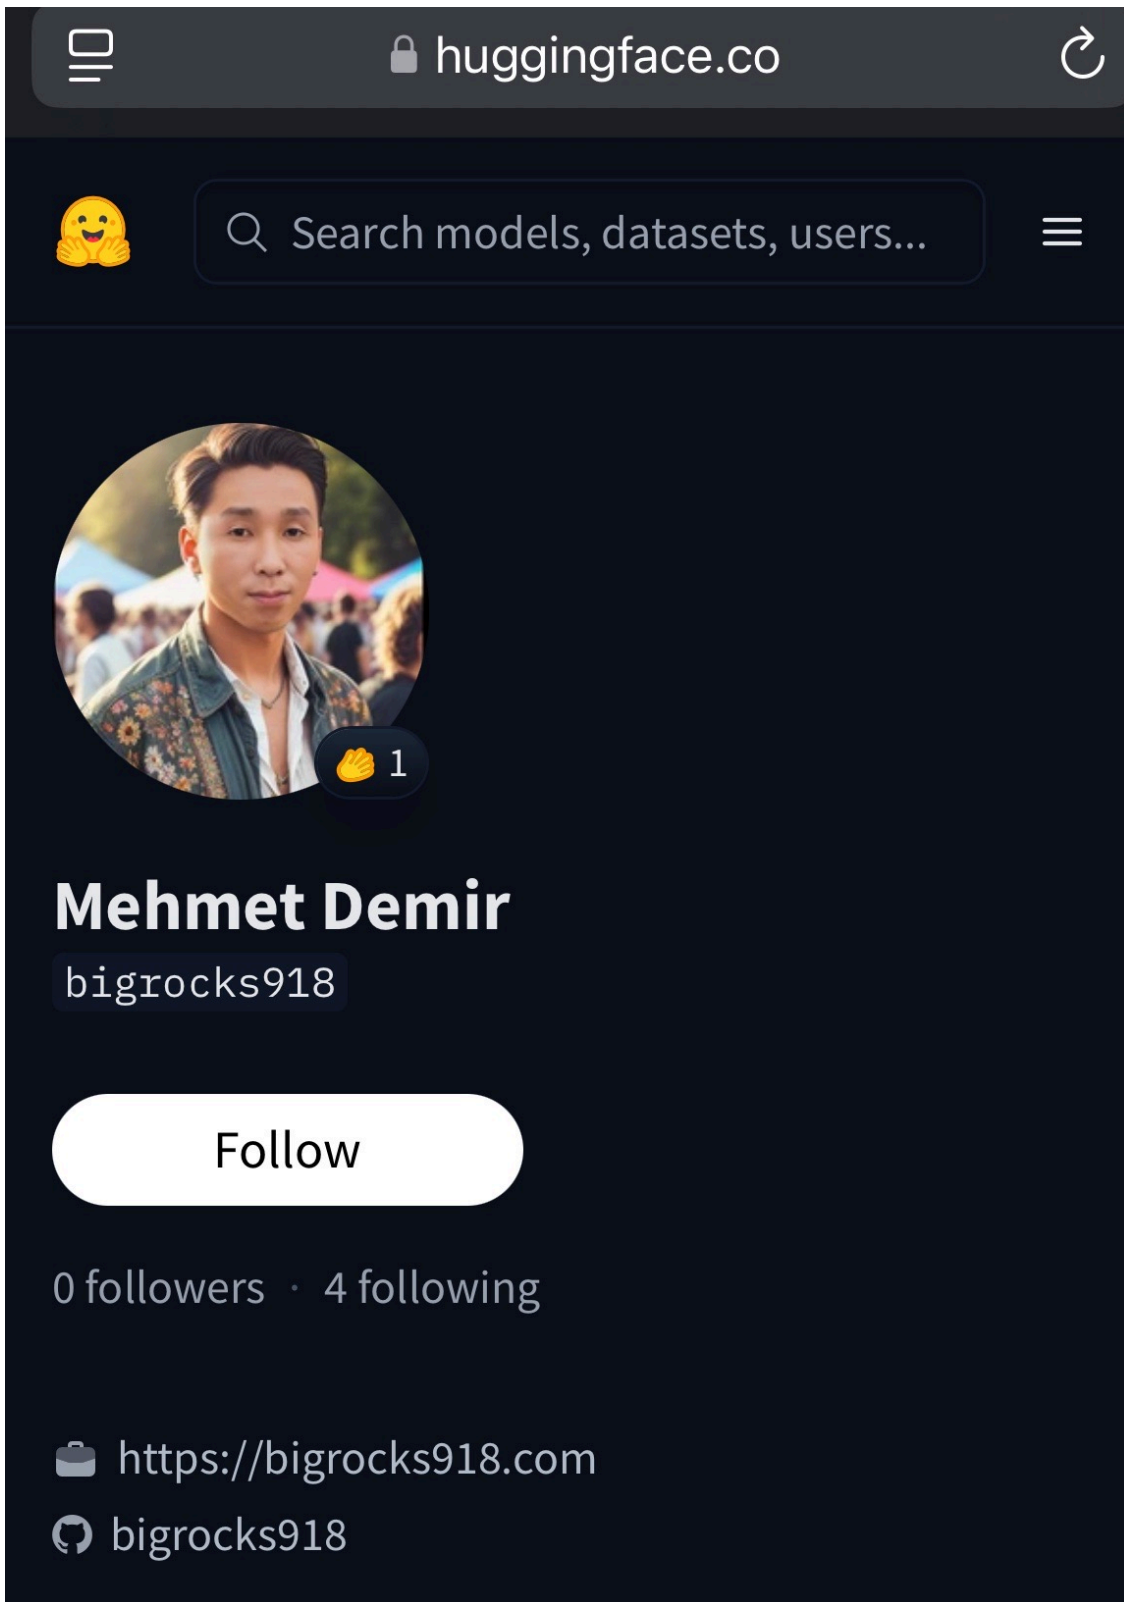 huggingface.co
Search models, datasets, users...
1
Mehmet Demir
bigrocks918
Follow
0 followers · 4 following
https://bigrocks918.com
bigrocks918